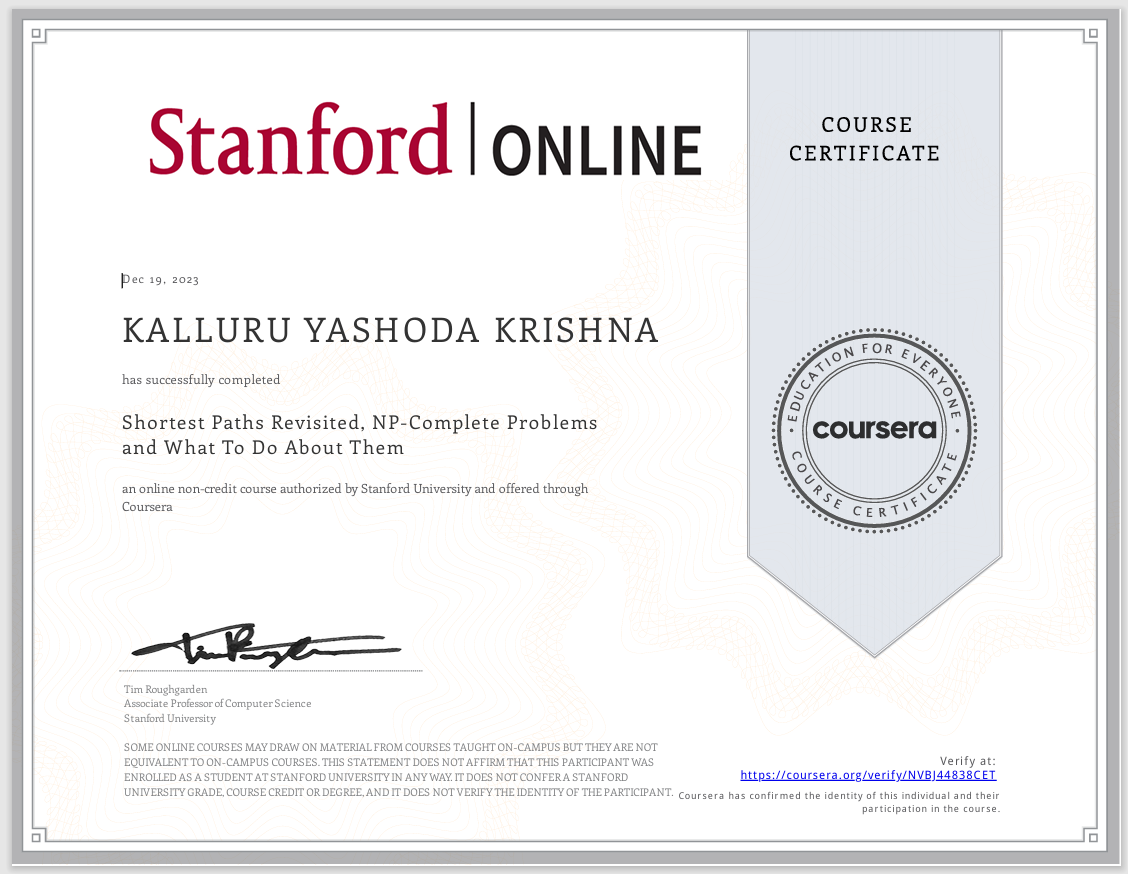 Stanford | ONLINE
COURSE
CERTIFICATE
Dec 19, 2023
KALLURU YASHODA KRISHNA
has successfully completed
Shortest Paths Revisited, NP-Complete Problems
and What To Do About Them
an online non-credit course authorized by Stanford University and offered through
Coursera
EDUCATION FOR EVERYONE
coursera
COURSE CERTIFICATE
Tim Roughgarden
Associate Professor of Computer Science
Stanford University
SOME ONLINE COURSES MAY DRAW ON MATERIAL FROM COURSES TAUGHT ON-CAMPUS BUT THEY ARE NOT
EQUIVALENT TO ON-CAMPUS COURSES. THIS STATEMENT DOES NOT AFFIRM THAT THIS PARTICIPANT WAS
ENROLLED AS A STUDENT AT STANFORD UNIVERSITY IN ANY WAY. IT DOES NOT CONFER A STANFORD
UNIVERSITY GRADE, COURSE CREDIT OR DEGREE, AND IT DOES NOT VERIFY THE IDENTITY OF THE PARTICIPANT.
Verify at:
https://coursera.org/verify/NVBJ44838CET
Coursera has confirmed the identity of this individual and their
participation in the course.